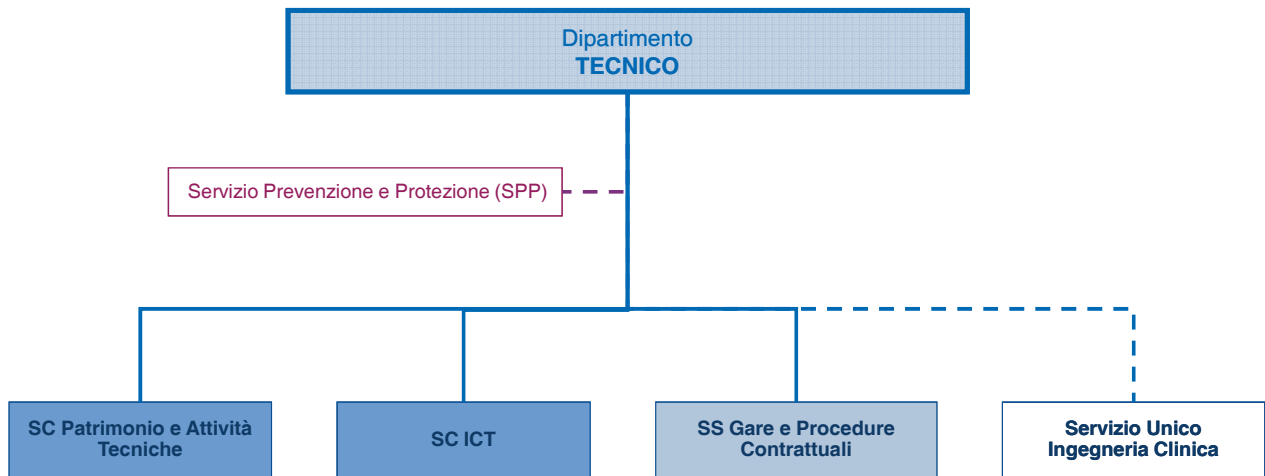 Dipartimento
TECNICO
Servizio Prevenzione e Protezione (SPP)
SC Patrimonio e Attività
Tecniche
SC ICT
SS Gare e Procedure
Contrattuali
Servizio Unico
Ingegneria Clinica